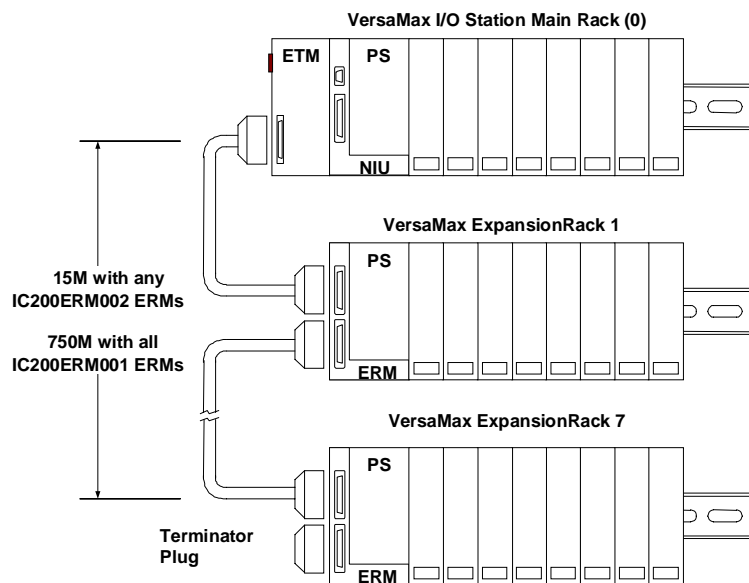 VersaMax I/O Station Main Rack (0)
ETM
PS
NIU
VersaMax ExpansionRack 1
PS
15M with any
IC200ERM002 ERMs
750M with all
IC200ERM001 ERMs
ERM
VersaMax ExpansionRack 7
PS
Terminator
Plug
ERM